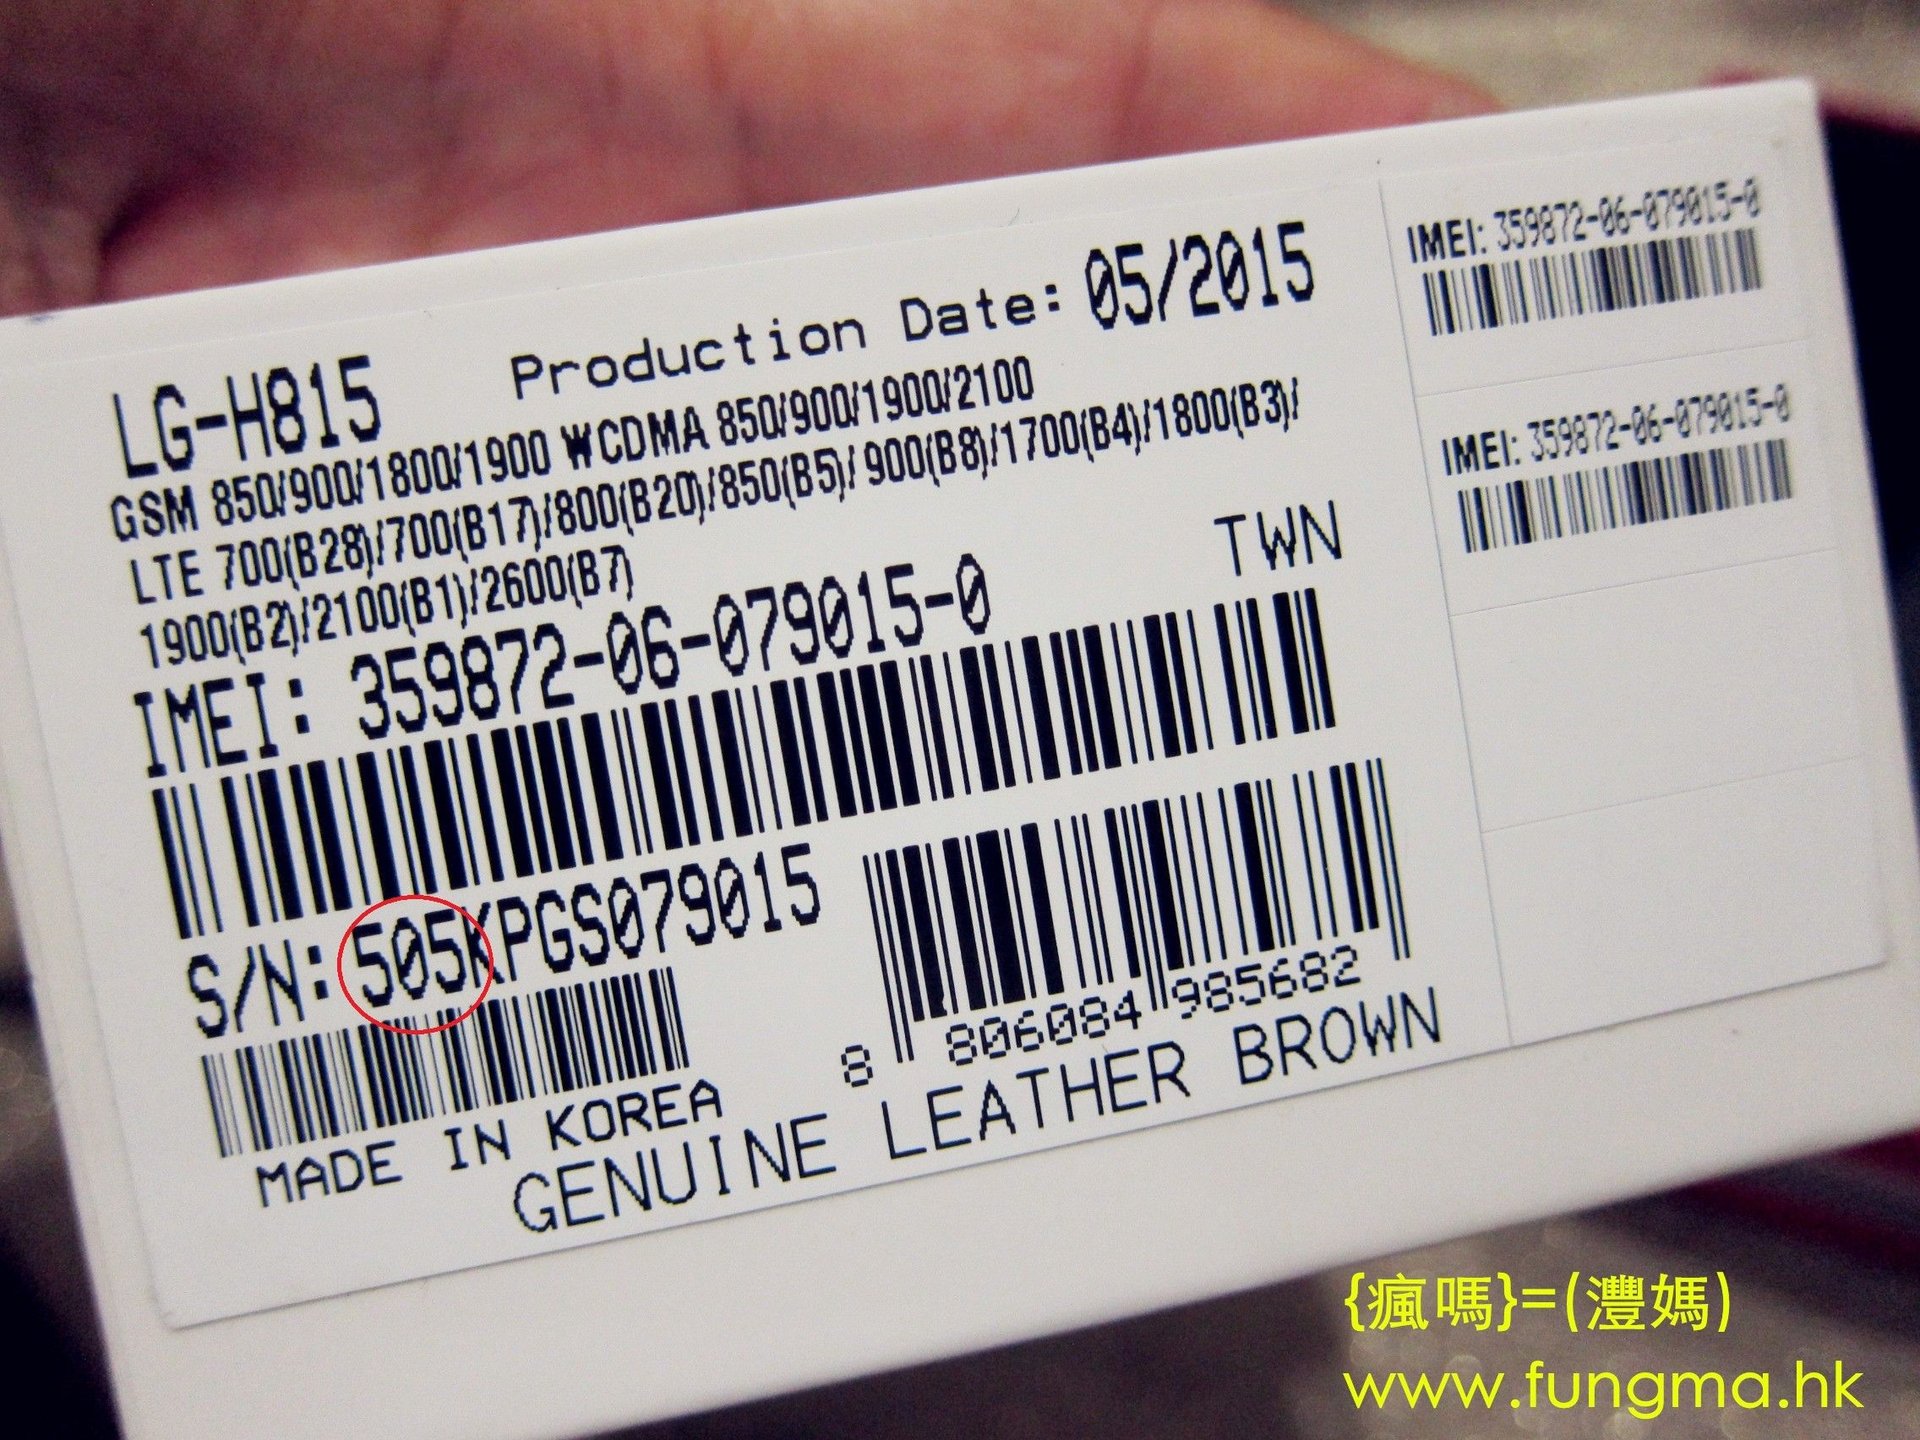 LG-H815 Production Date: 05/2015
GSM 850/900/1800/1900 WCDMA 850/900/1900/2100
LTE 700(B28)/700(B17)/800(B20)/850(B5)/ 900(B8)/1700(B4)/1800(B3)/
1900(B2)/2100(B1)/2600(B7)
TWN
IMEI: 359872-06-079015-0
S/N: 505KPGS079015
8 806084 985682
MADE IN KOREA
GENUINE LEATHER BROWN
IMEI: 359872-06-079015-0
IMEI: 359872-06-079015-0
{瘋嗎}=(灃媽)
www.fungma.hk